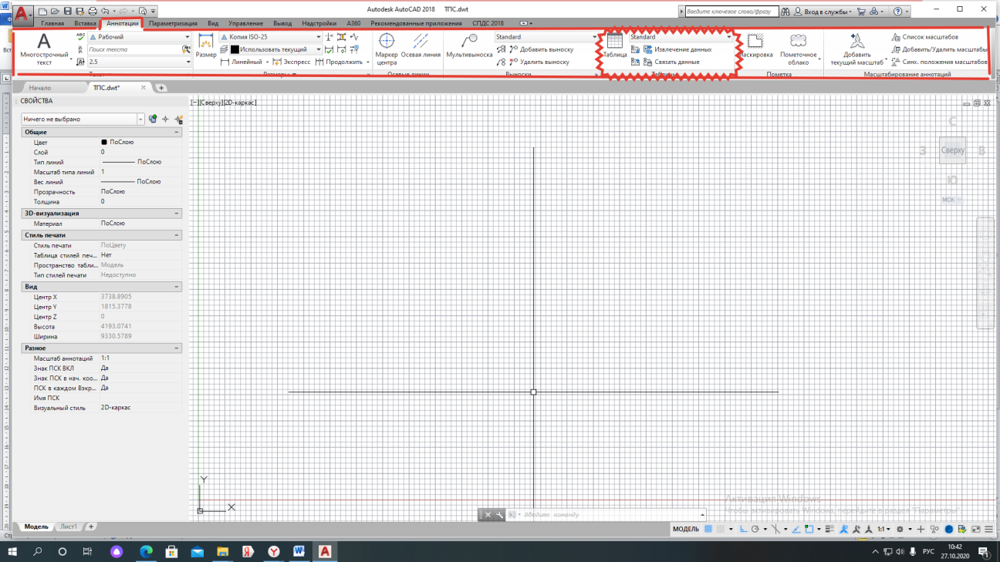 Autodesk AutoCAD 2018 ТПС.dwt
Введите ключевое слово/фразу
Вход в службы
Главная Вставка Аннотации Параметризация Вид Управление Вывод Надстройки A360 Рекомендованные приложения СПДС 2018
Многострочный текст
Рабочий
Поиск текста
2.5
Размер
Копия ISO-25
Использовать текущий
Линейный Экспресс Продолжить
Маркер центра
Осевая линия
Мультивыноска
Standard
Добавить выноску
Удалить выноску
Таблица
Standard
Извлечение данных
Связать данные
Пометочное облако
Добавить текущий масштаб
Список масштабов
Добавить/Удалить масштабы
Синх. положения масштабов
Пометка
Масштабирование аннотаций
Начало ТПС.dwt*
СВОЙСТВА
[−][Сверху][2D-каркас]
Ничего не выбрано
Общие
Цвет ПоСлою
Слой 0
Тип линий ПоСлою
Масштаб типа линий 1
Вес линий ПоСлою
Прозрачность ПоСлою
Толщина 0
3D-визуализация
Материал ПоСлою
Стиль печати
Стиль печати ПоЦвету
Таблица стилей печ... Нет
Пространство табли... Модель
Тип стилей печати Недоступно
Вид
Центр X 3738.8905
Центр Y 1815.3778
Центр Z 0
Высота 4193.0741
Ширина 9330.5789
Разное
Масштаб аннотаций 1:1
Знак ПСК ВКЛ Да
Знак ПСК в нач. коо... Да
ПСК в каждом Вэкр... Да
Имя ПСК
Визуальный стиль 2D-каркас
С
З Сверху В
Ю
МСК
Y
X
Активация Windows
Чтобы активировать Windows, перейдите в раздел "Параметры".
Введите команду
Модель Лист1
МОДЕЛЬ
1:1
РУС
10:42
27.10.2020